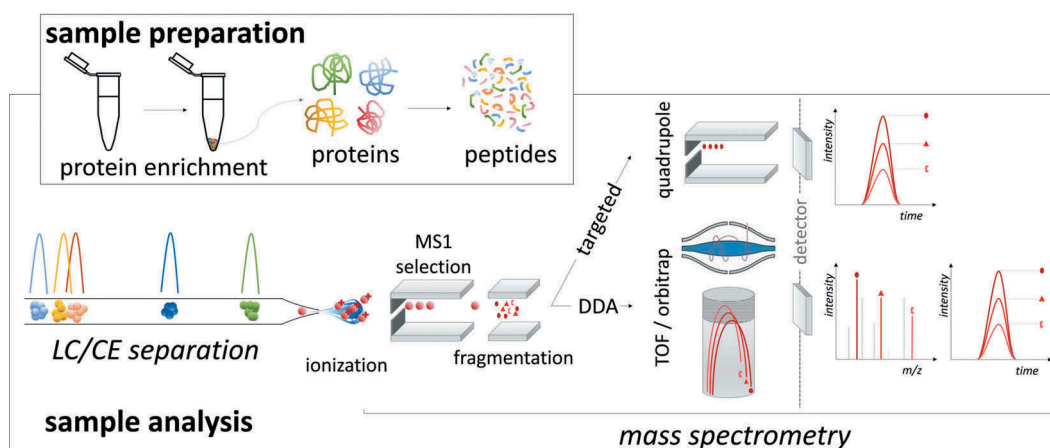 sample preparation
protein enrichment
proteins
peptides
LC/CE separation
ionization
MS1
selection
fragmentation
targeted
DDA
quadrupole
TOF / orbitrap
detector
intensity
time
intensity
m/z
intensity
time
sample analysis
mass spectrometry